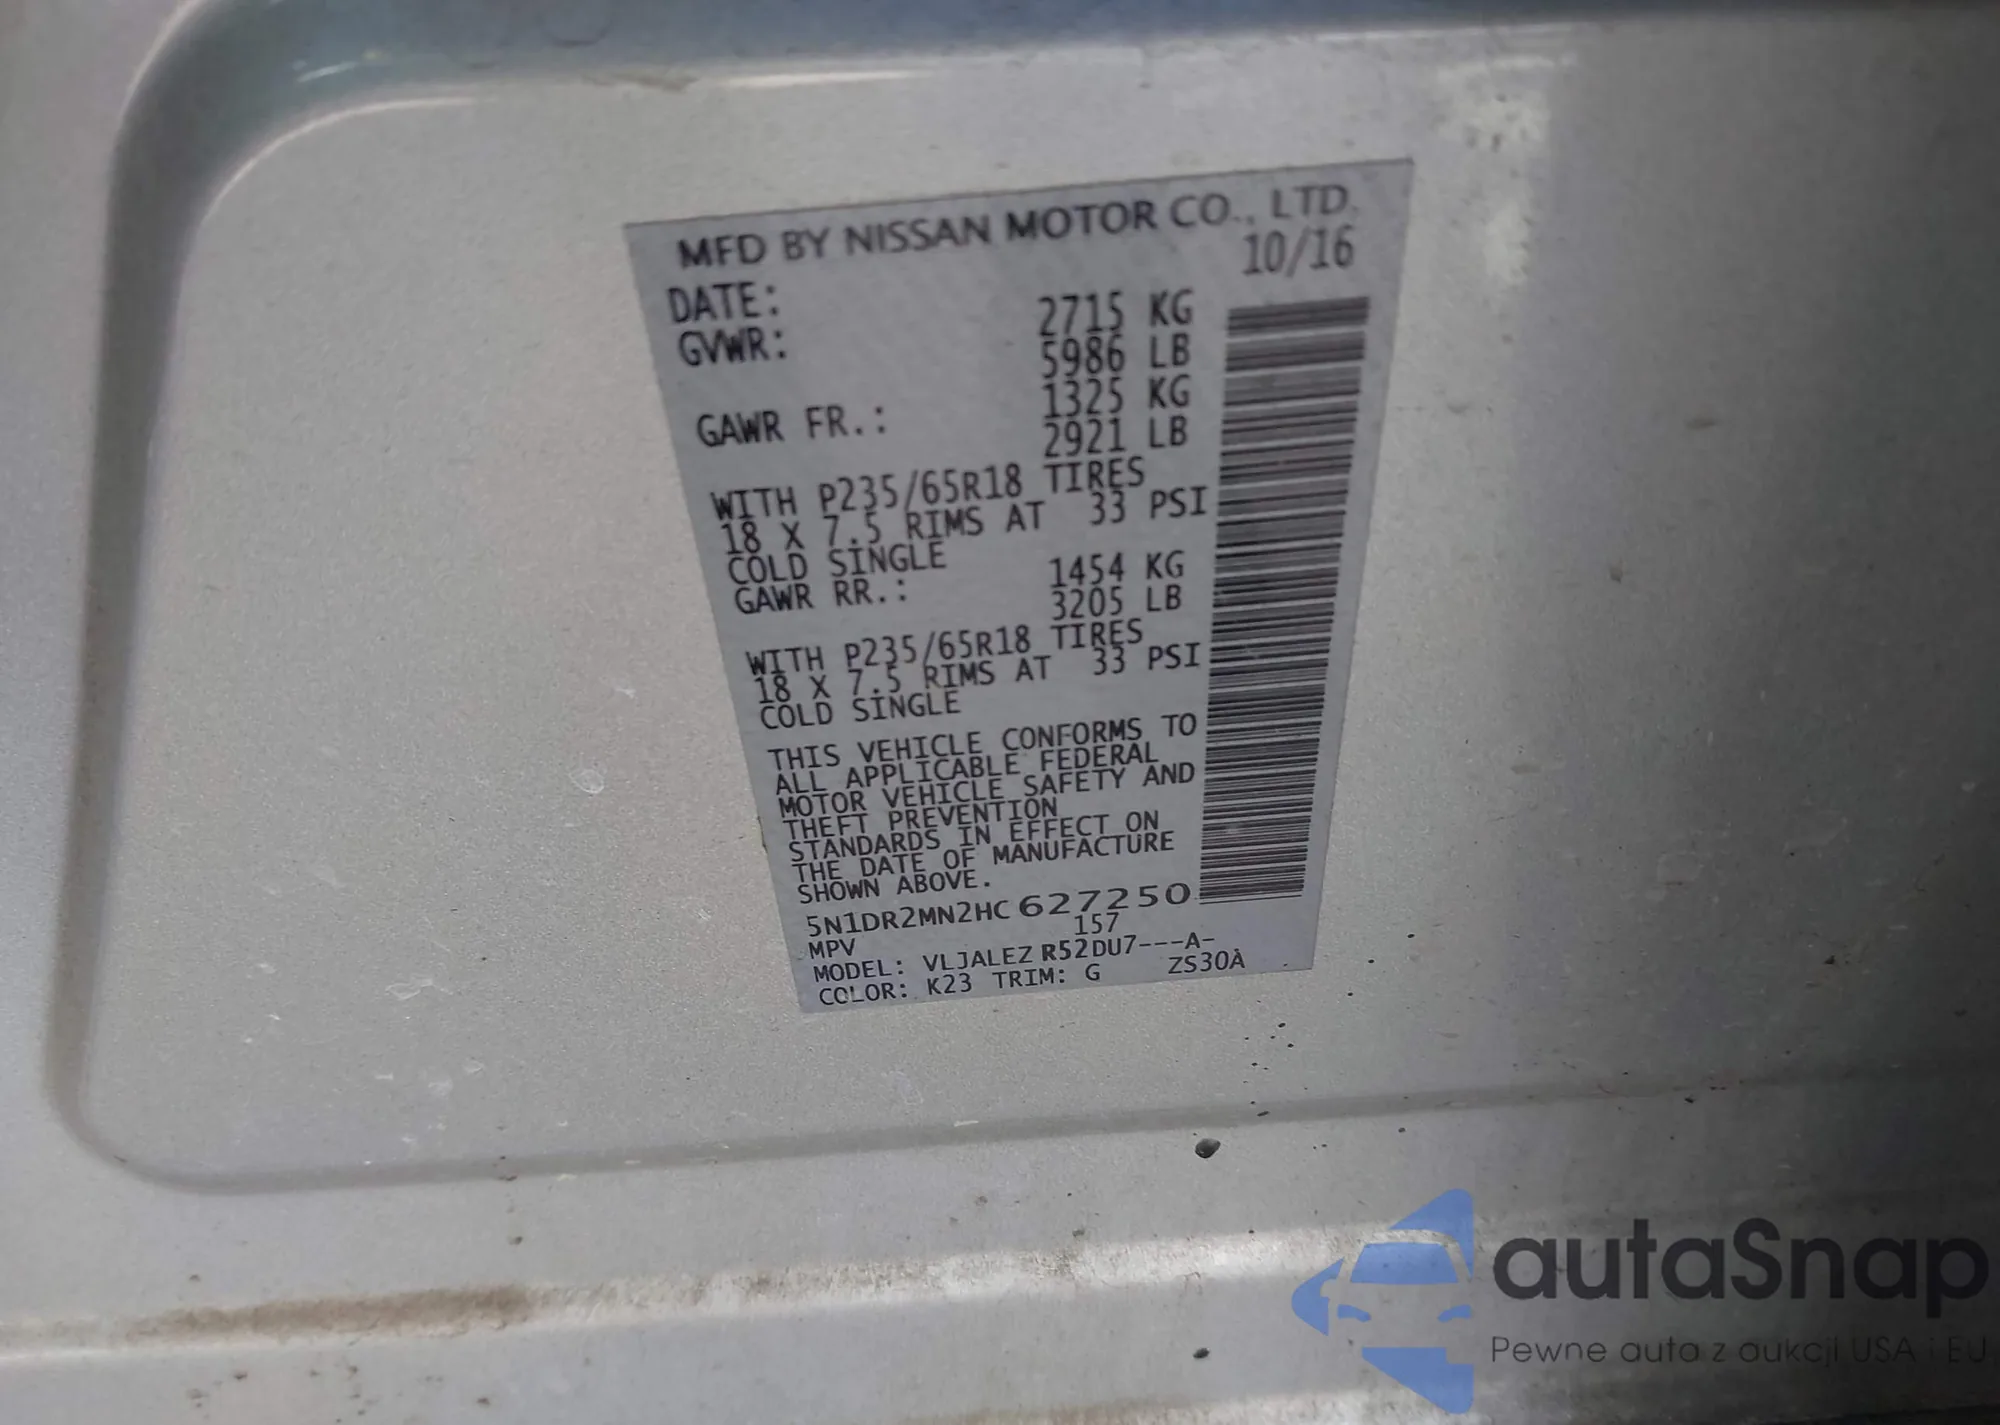 MFD BY NISSAN MOTOR CO., LTD.
DATE: 10/16
GVWR: 2715 KG
5986 LB
GAWR FR.: 1325 KG
2921 LB
WITH P235/65R18 TIRES
18 X 7.5 RIMS AT 33 PSI
COLD SINGLE
GAWR RR.: 1454 KG
3205 LB
WITH P235/65R18 TIRES
18 X 7.5 RIMS AT 33 PSI
COLD SINGLE
THIS VEHICLE CONFORMS TO
ALL APPLICABLE FEDERAL
MOTOR VEHICLE SAFETY AND
THEFT PREVENTION
STANDARDS IN EFFECT ON
THE DATE OF MANUFACTURE
SHOWN ABOVE.
5N1DR2MN2HC627250
MPV 157
MODEL: VLJALEZ R52DU7---A-
COLOR: K23 TRIM: G ZS30A
autaSnap
Pewne auta z aukcji USA i EU